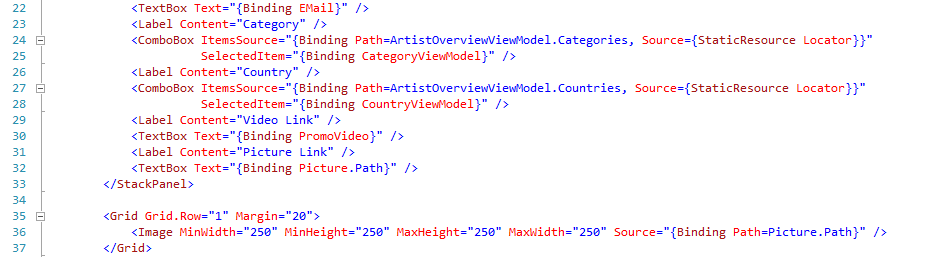 22 <TextBox Text="{Binding EMail}" />
23 <Label Content="Category" />
24 <ComboBox ItemsSource="{Binding Path=ArtistOverviewViewModel.Categories, Source={StaticResource Locator}}"
25 SelectedItem="{Binding CategoryViewModel}" />
26 <Label Content="Country" />
27 <ComboBox ItemsSource="{Binding Path=ArtistOverviewViewModel.Countries, Source={StaticResource Locator}}"
28 SelectedItem="{Binding CountryViewModel}" />
29 <Label Content="Video Link" />
30 <TextBox Text="{Binding PromoVideo}" />
31 <Label Content="Picture Link" />
32 <TextBox Text="{Binding Picture.Path}" />
33 </StackPanel>
34
35 <Grid Grid.Row="1" Margin="20">
36 <Image MinWidth="250" MinHeight="250" MaxHeight="250" MaxWidth="250" Source="{Binding Path=Picture.Path}" />
37 </Grid>